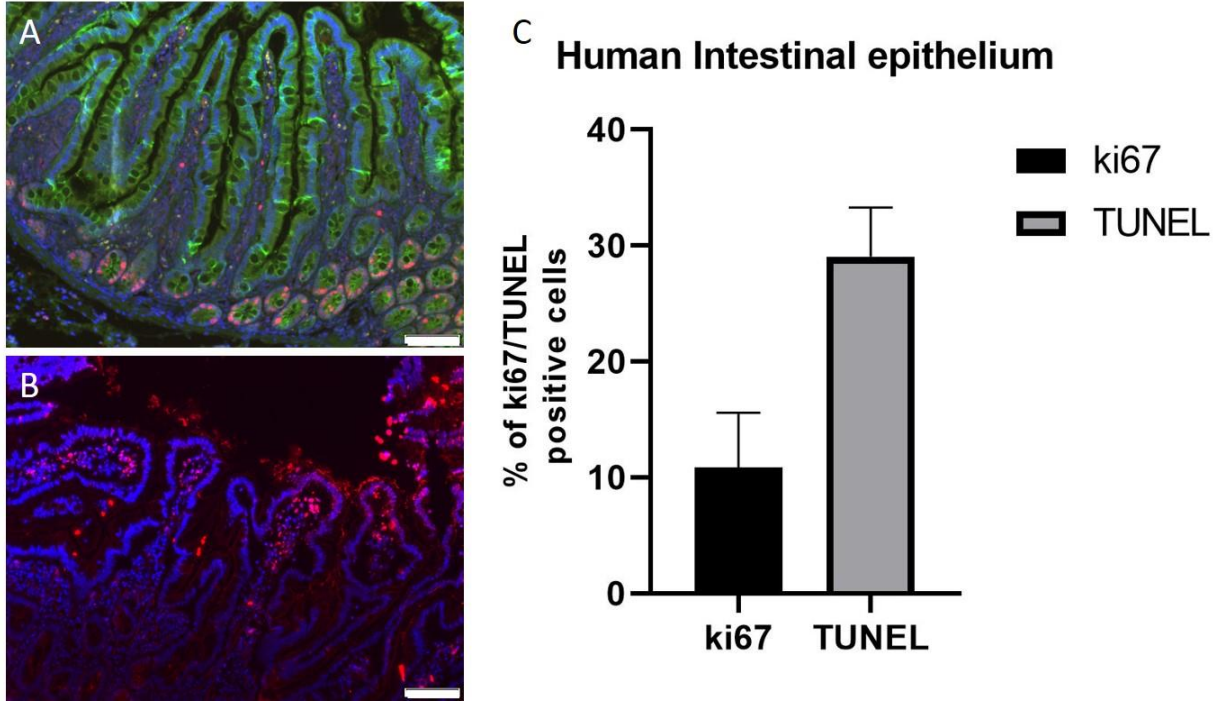 A
B
C
Human Intestinal epithelium
% of ki67/TUNEL
positive cells
40
30
20
10
0
ki67
TUNEL
ki67
TUNEL